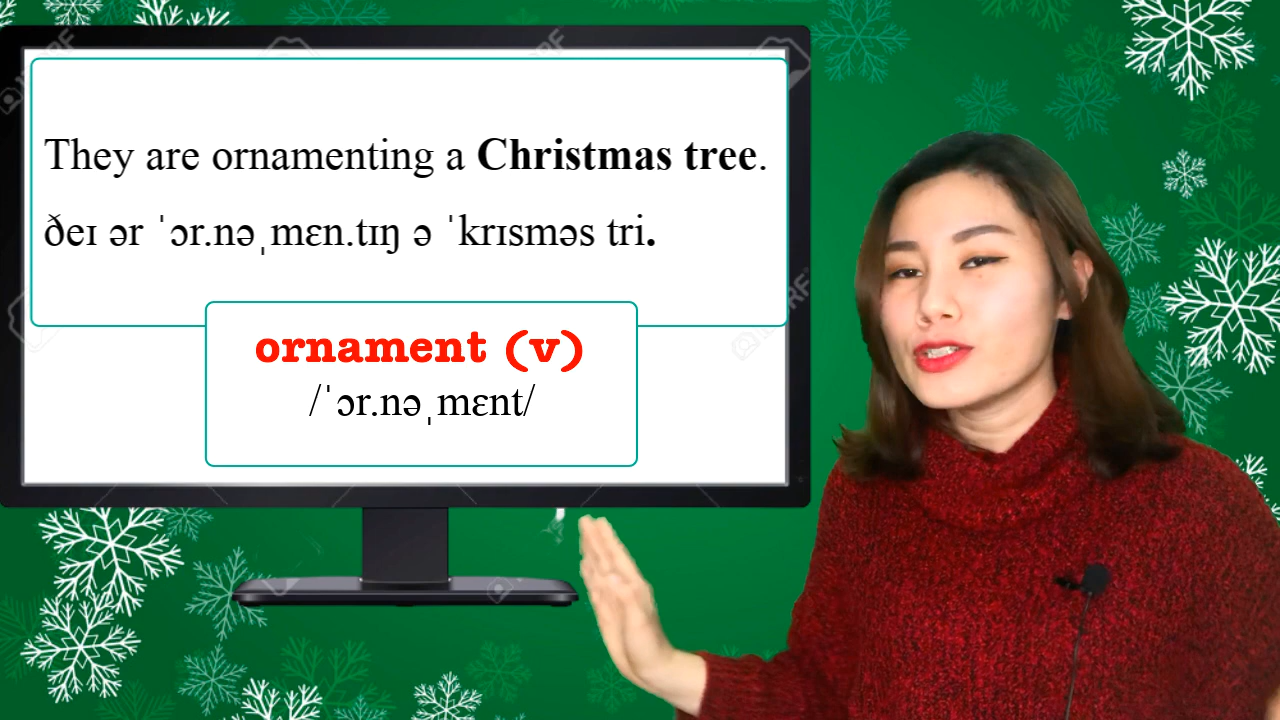 They are ornamenting a Christmas tree.
ðeɪ ər ˈɔr.nəˌmɛn.tɪŋ ə ˈkrɪsməs tri.
ornament (v)
/ˈɔr.nəˌmɛnt/